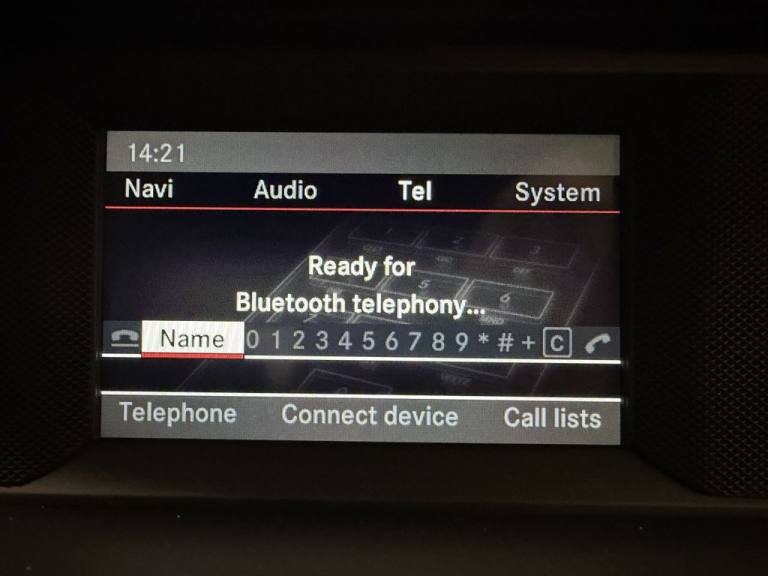 14:21
Navi Audio Tel System
Ready for
Bluetooth telephony...
Name 0 1 2 3 4 5 6 7 8 9 * # + C
Telephone Connect device Call lists